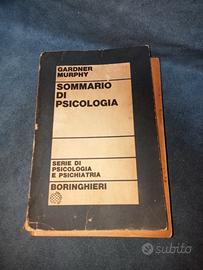 GARDNER
MURPHY
SOMMARIO
DI
PSICOLOGIA
SERIE DI
PSICOLOGIA
E PSICHIATRIA
BORINGHIERI
subito